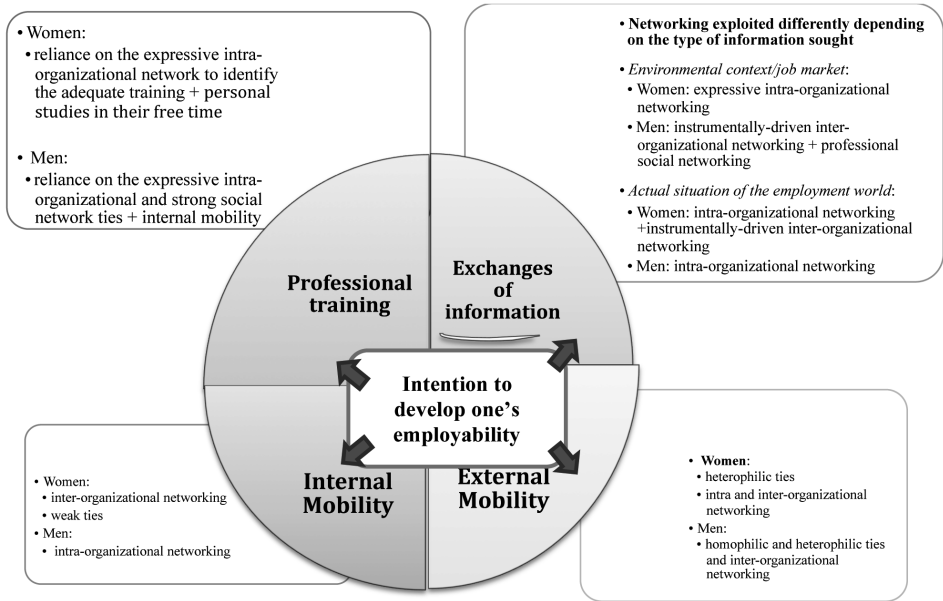 • Women:
• reliance on the expressive intra-
organizational network to identify
the adequate training + personal
studies in their free time
• Men:
• reliance on the expressive intra-
organizational and strong social
network ties + internal mobility
• Networking exploited differently depending
on the type of information sought
• Environmental context/job market:
• Women: expressive intra-organizational
networking
• Men: instrumentally-driven inter-
organizational networking + professional
social networking
• Actual situation of the employment world:
• Women: intra-organizational networking
+instrumentally-driven inter-organizational
networking
• Men: intra-organizational networking
Professional
training
Exchanges
of
information
Intention to
develop one's
employability
Internal
Mobility
External
Mobility
• Women:
• inter-organizational networking
• weak ties
• Men:
• intra-organizational networking
• Women:
• heterophilic ties
• intra and inter-organizational
networking
• Men:
• homophilic and heterophilic ties
and inter-organizational
networking